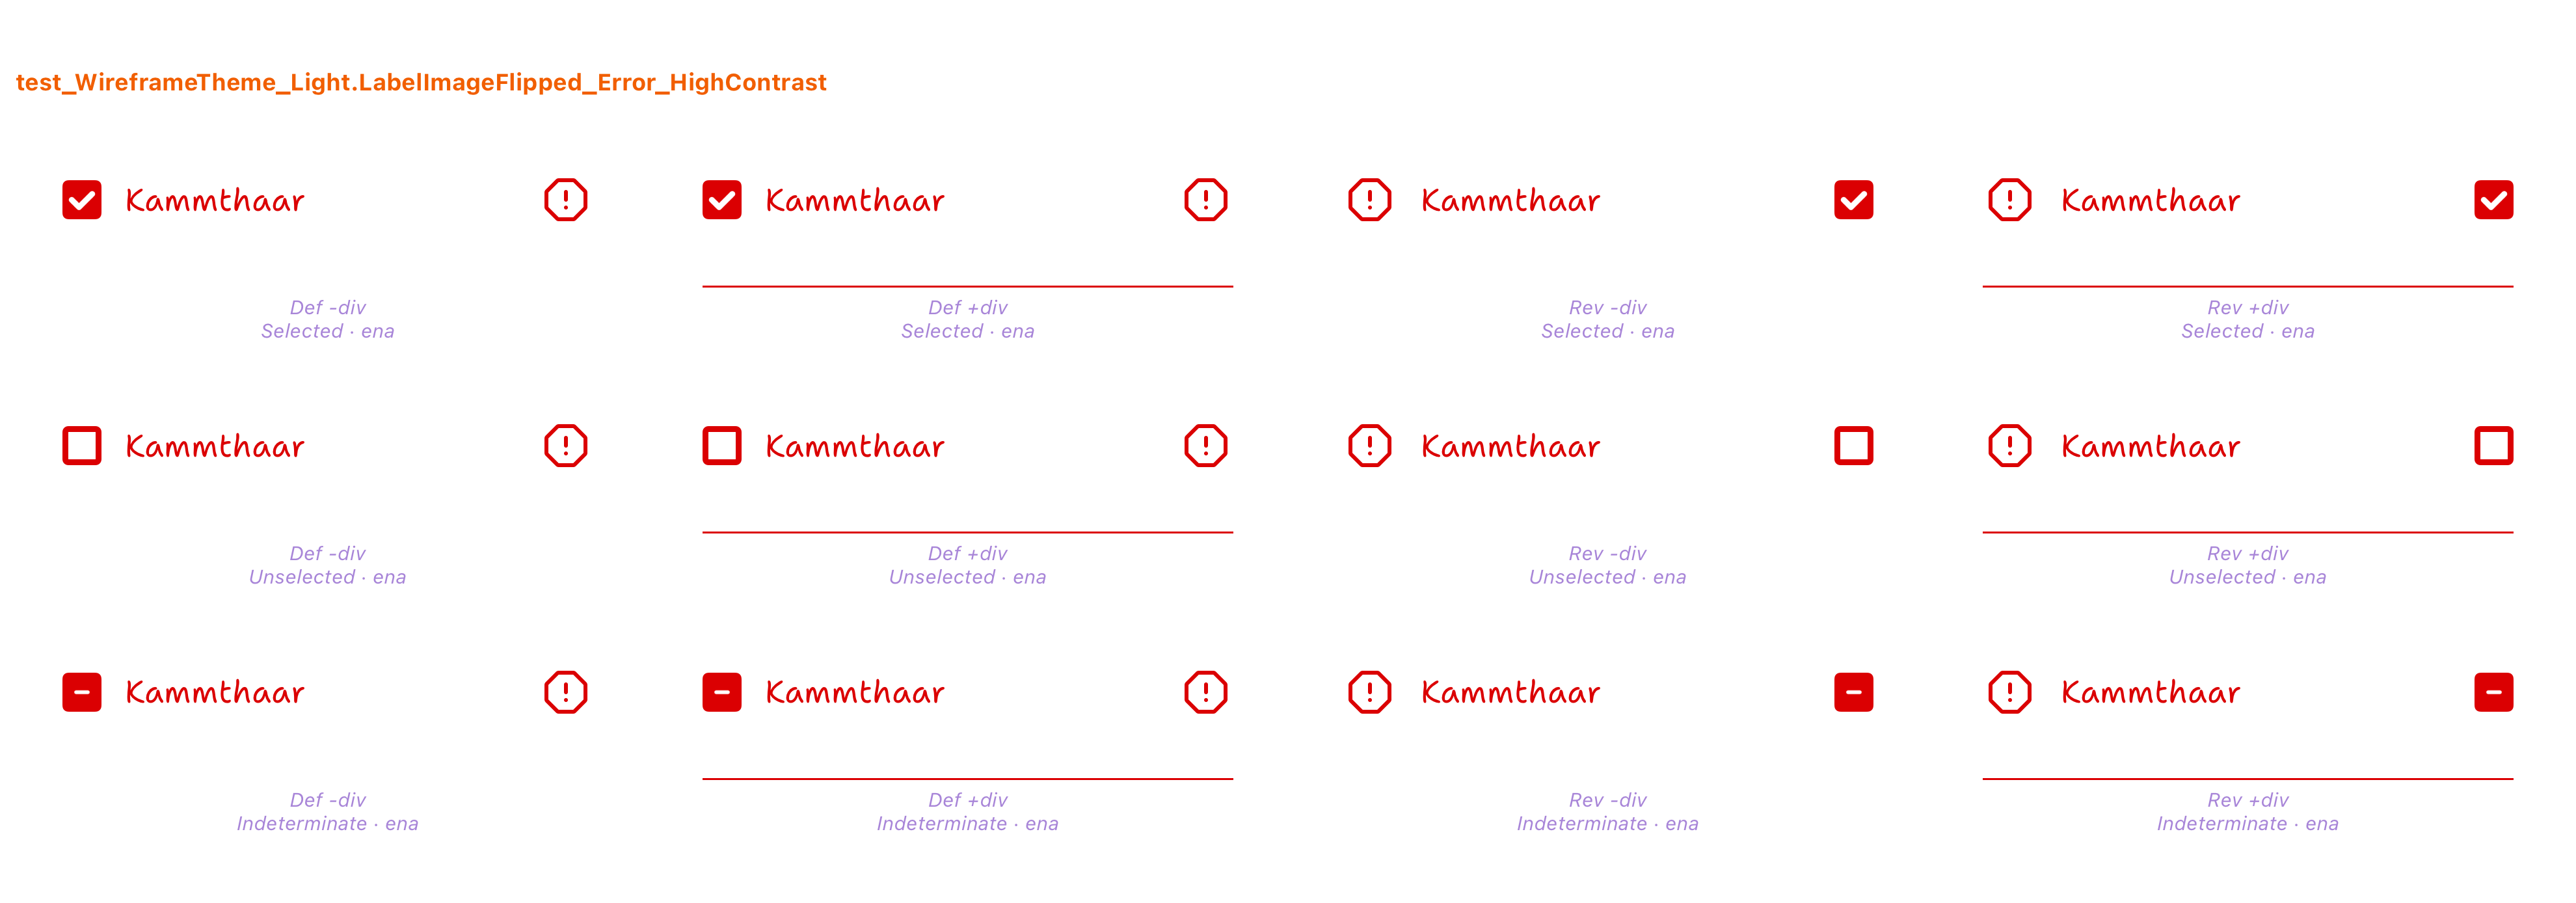 test_WireframeTheme_Light.LabelImageFlipped_Error_HighContrast
Kammthaar
Kammthaar
Kammthaar
Kammthaar
Def -div
Selected · ena
Def +div
Selected · ena
Rev -div
Selected · ena
Rev +div
Selected · ena
Kammthaar
Kammthaar
Kammthaar
Kammthaar
Def -div
Unselected · ena
Def +div
Unselected · ena
Rev -div
Unselected · ena
Rev +div
Unselected · ena
Kammthaar
Kammthaar
Kammthaar
Kammthaar
Def -div
Indeterminate · ena
Def +div
Indeterminate · ena
Rev -div
Indeterminate · ena
Rev +div
Indeterminate · ena